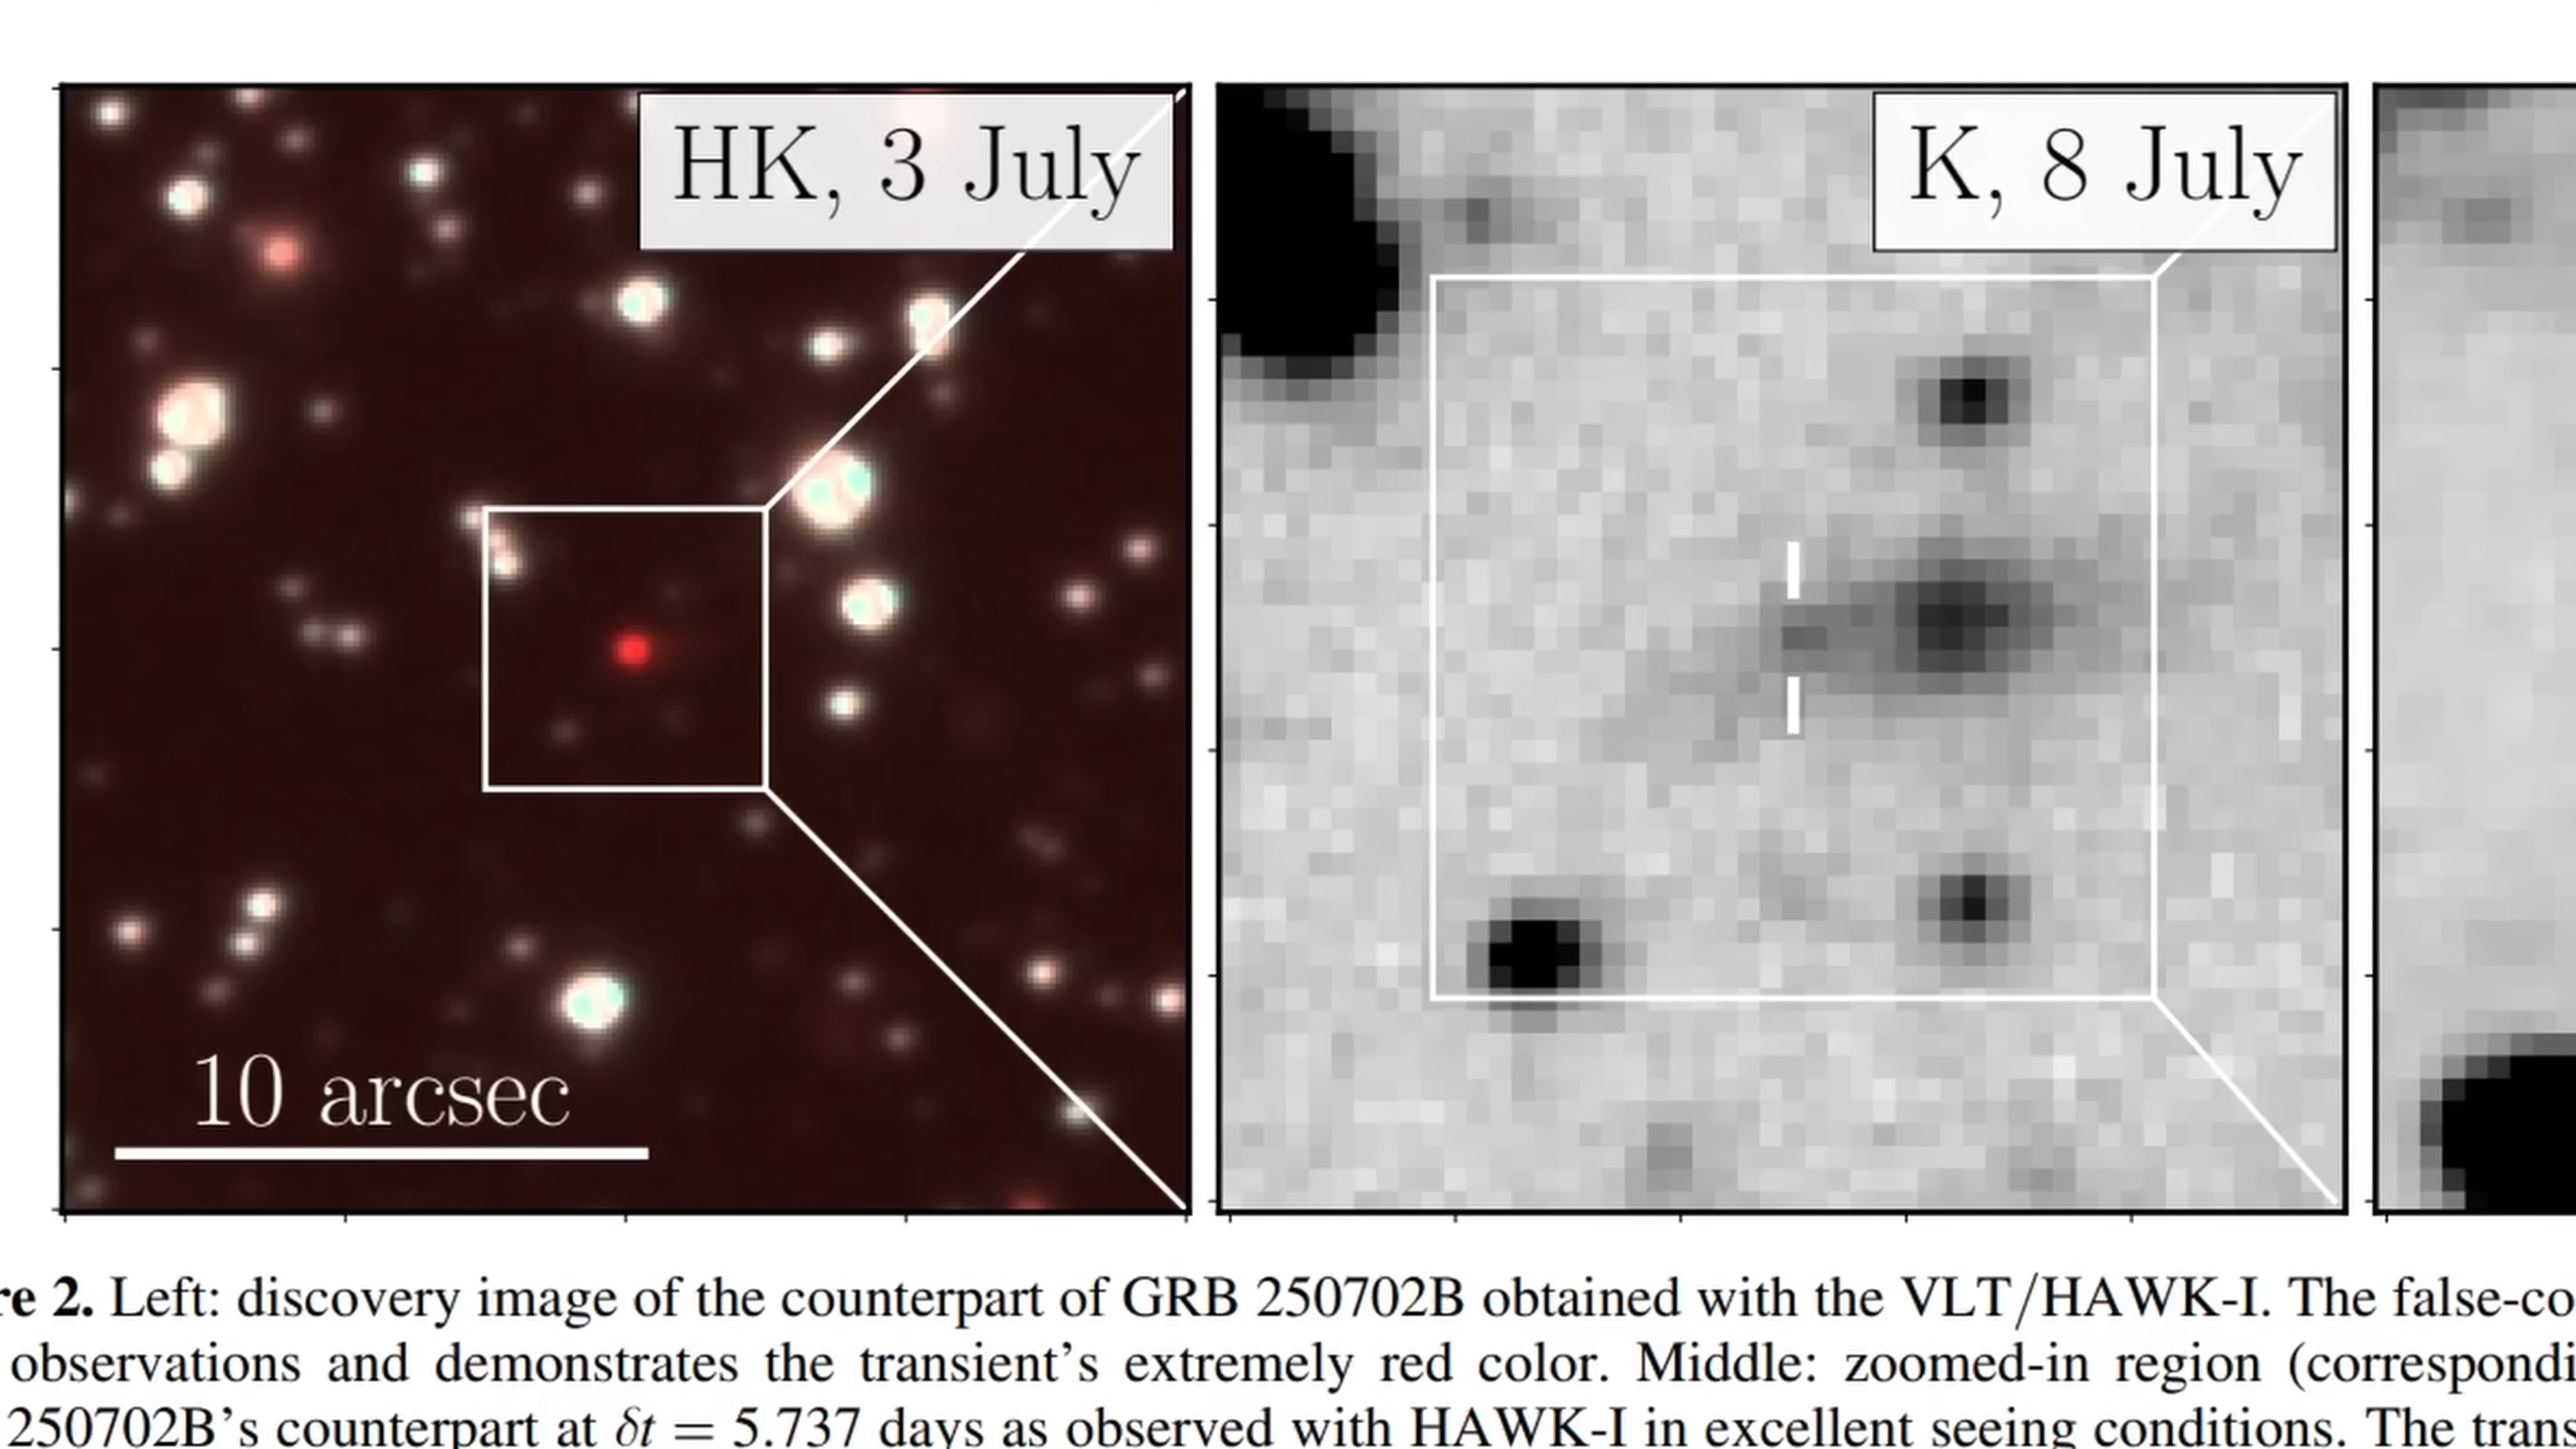 HK, 3 July
K, 8 July
10 arcsec
re 2. Left: discovery image of the counterpart of GRB 250702B obtained with the VLT/HAWK-I. The false-co
observations and demonstrates the transient's extremely red color. Middle: zoomed-in region (correspondi
250702B's counterpart at δt = 5.737 days as observed with HAWK-I in excellent seeing conditions. The trans